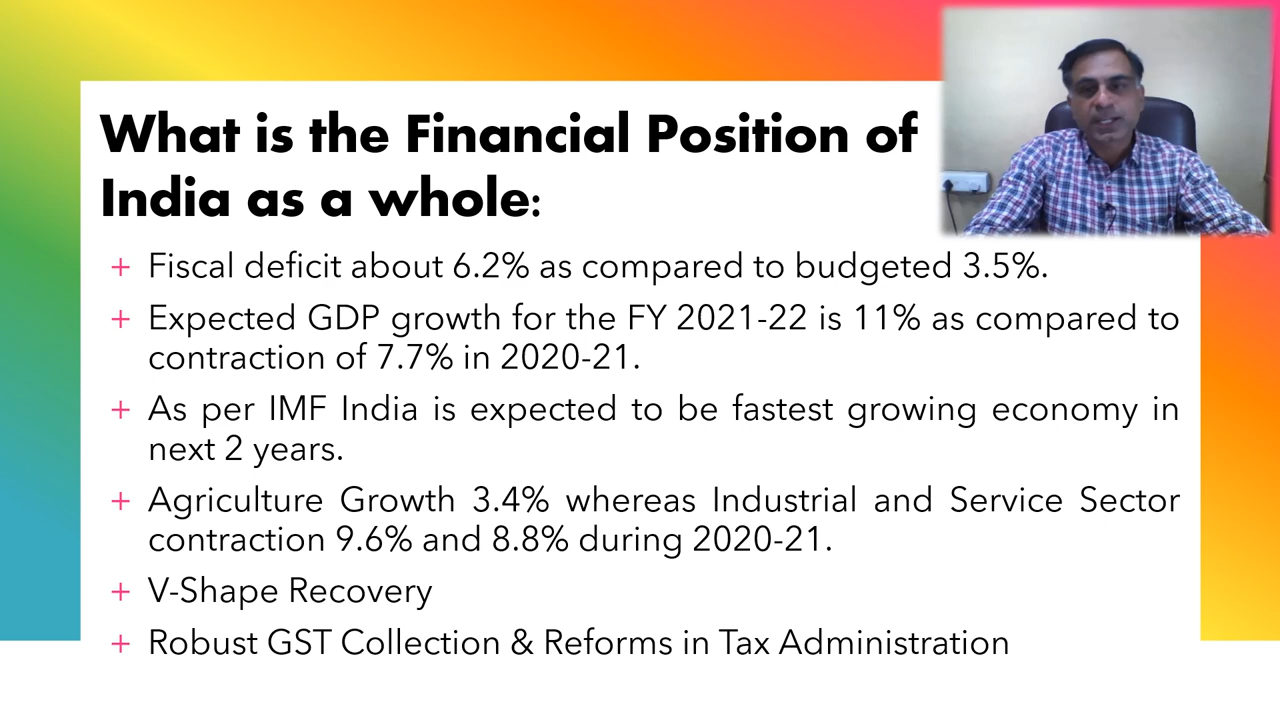 What is the Financial Position of
India as a whole:
+ Fiscal deficit about 6.2% as compared to budgeted 3.5%.
+ Expected GDP growth for the FY 2021-22 is 11% as compared to
contraction of 7.7% in 2020-21.
+ As per IMF India is expected to be fastest growing economy in
next 2 years.
+ Agriculture Growth 3.4% whereas Industrial and Service Sector
contraction 9.6% and 8.8% during 2020-21.
+ V-Shape Recovery
+ Robust GST Collection & Reforms in Tax Administration